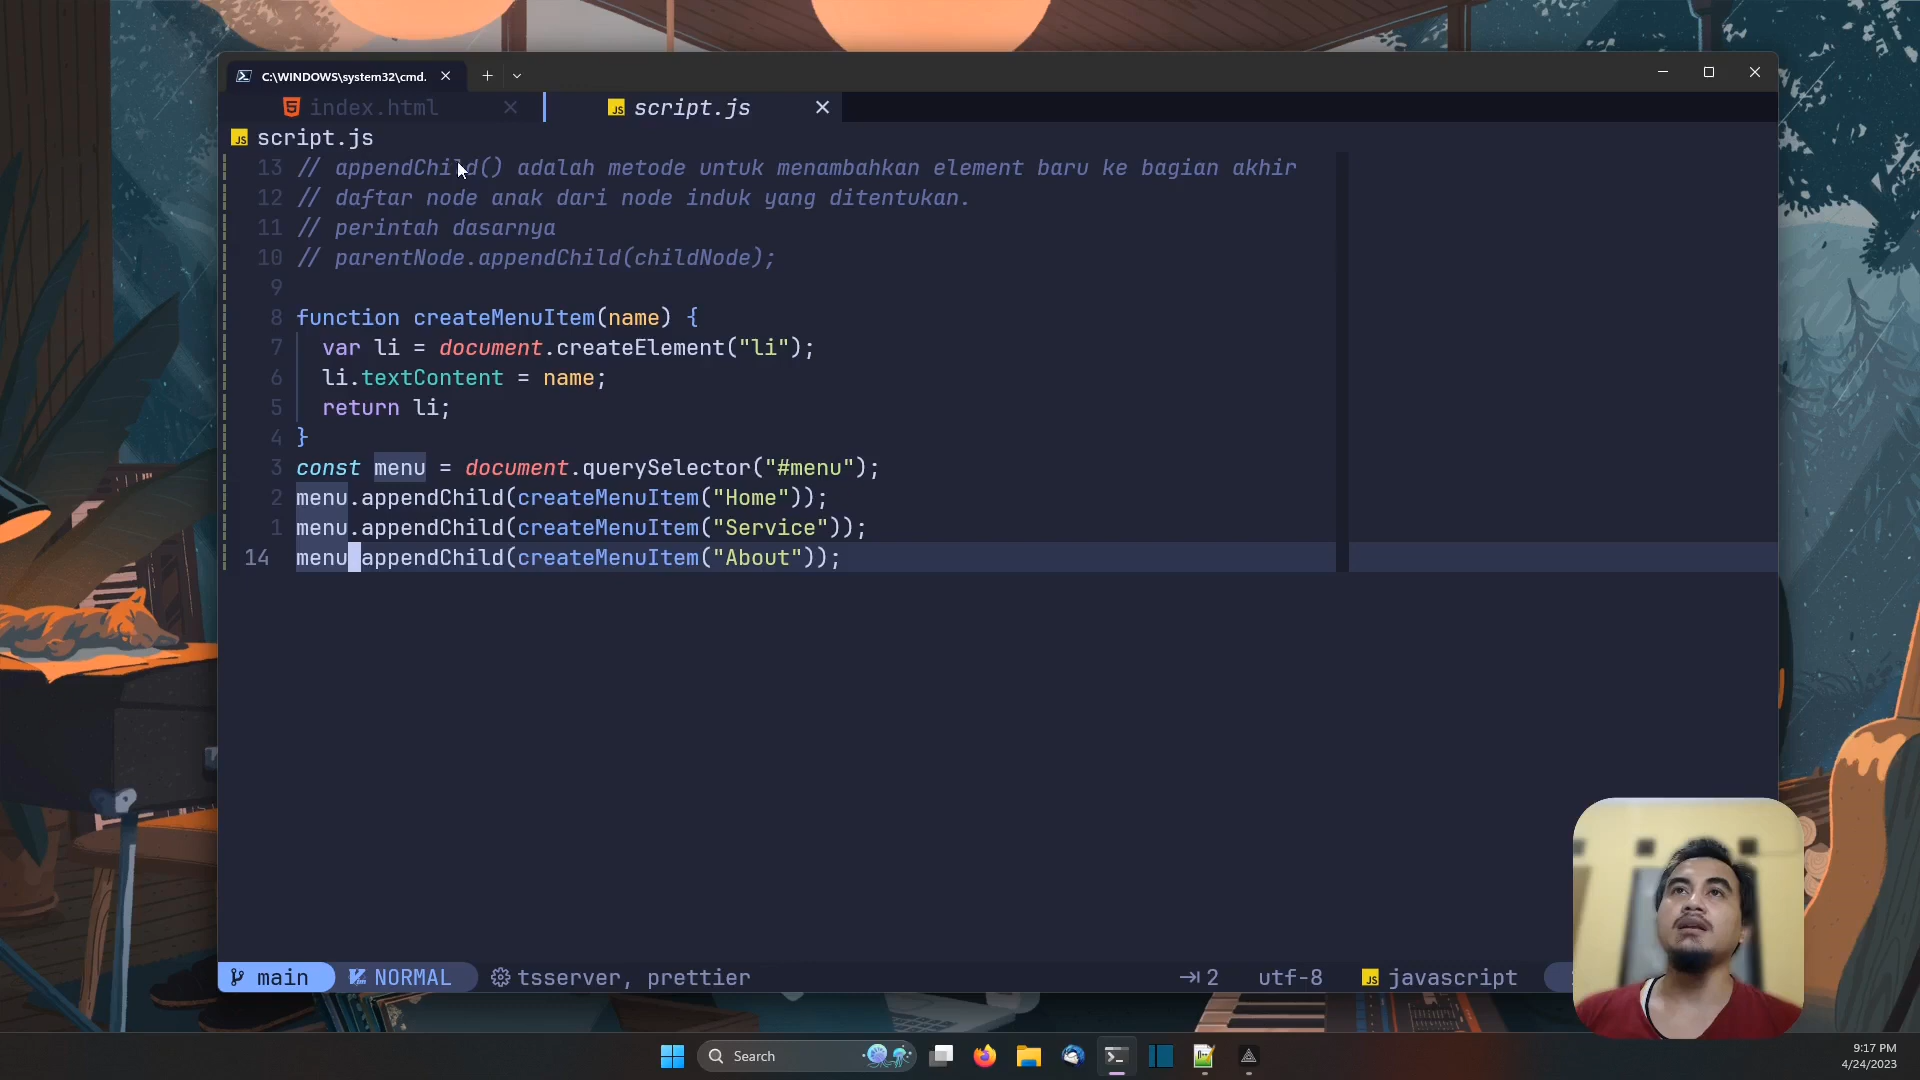 C:\WINDOWS\system32\cmd.
index.html
script.js
script.js
13 // appendChild() adalah metode untuk menambahkan element baru ke bagian akhir
12 // daftar node anak dari node induk yang ditentukan.
11 // perintah dasarnya
10 // parentNode.appendChild(childNode);
9
8 function createMenuItem(name) {
7 var li = document.createElement("li");
6 li.textContent = name;
5 return li;
4 }
3 const menu = document.querySelector("#menu");
2 menu.appendChild(createMenuItem("Home"));
1 menu.appendChild(createMenuItem("Service"));
14 menu appendChild(createMenuItem("About"));
main NORMAL tsserver, prettier 2 utf-8 JS javascript
Search
9:17 PM
4/24/2023